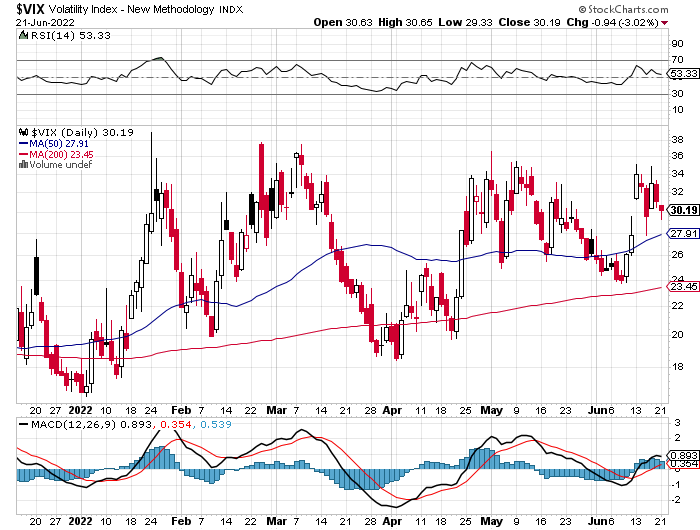 $VIX Volatility Index - New Methodology INDX © StockCharts.com
21-Jun-2022 Open 30.63 High 30.65 Low 29.33 Close 30.19 Chg -0.94 (-3.02%)
RSI(14) 53.33
90
70
53.33
50
30
10
$VIX (Daily) 30.19
MA(50) 27.91
MA(200) 23.45
Volume undef
38
36
34
32
30.19
27.91
26
24
23.45
22
20
18
20 27 2022 10 18 24 Feb 7 14 22 Mar 7 14 21 28 Apr 11 18 25 May 9 16 23 Jun 6 13 21
MACD(12,26,9) 0.893, 0.354, 0.539
3
2
1
0.893
0.354
-1
-2
20 27 2022 10 18 24 Feb 7 14 22 Mar 7 14 21 28 Apr 11 18 25 May 9 16 23 Jun 6 13 21